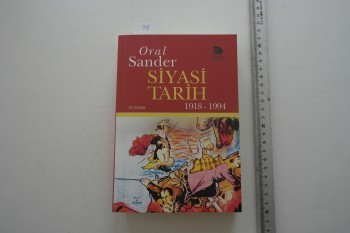 Oral
Sander
SİYASİ
TARİH
1918 - 1994